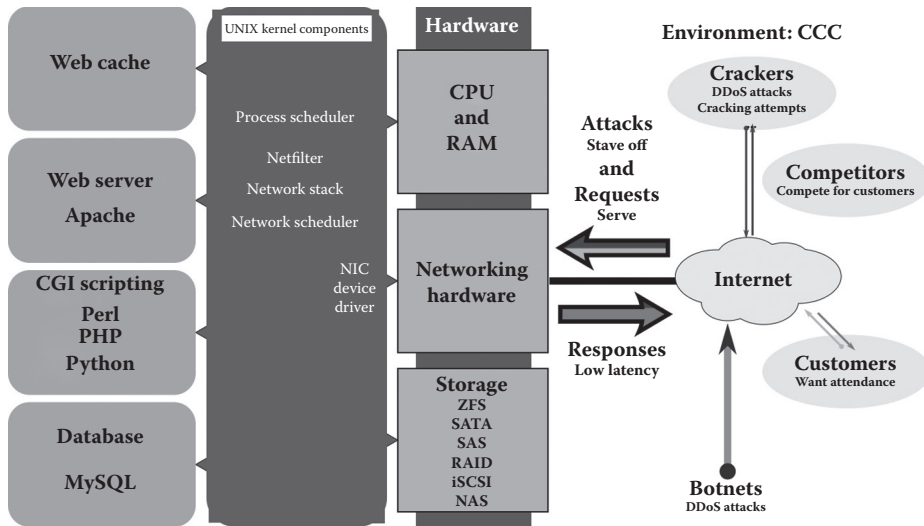 Web cache
Web server
Apache
CGI scripting
Perl
PHP
Python
Database
MySQL
UNIX kernel components
Process scheduler
Netfilter
Network stack
Network scheduler
NIC
device
driver
Hardware
CPU
and
RAM
Networking
hardware
Storage
ZFS
SATA
SAS
RAID
iSCSI
NAS
Attacks
Stave off
and
Requests
Serve
Responses
Low latency
Environment: CCC
Crackers
DDoS attacks
Cracking attempts
Competitors
Compete for customers
Internet
Customers
Want attendance
Botnets
DDoS attacks